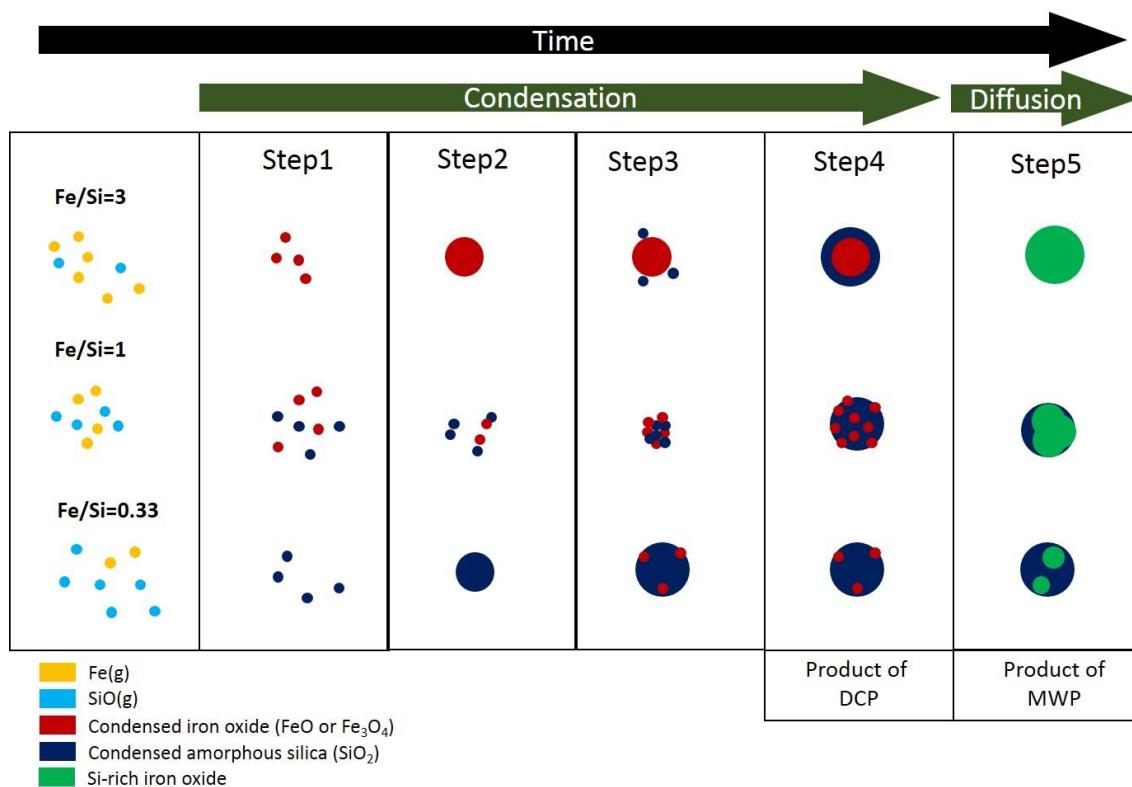 Time
Condensation
Diffusion
Step1
Step2
Step3
Step4
Step5
Fe/Si=3
Fe/Si=1
Fe/Si=0.33
Product of
DCP
Product of
MWP
Fe(g)
SiO(g)
Condensed iron oxide (FeO or Fe₃O₄)
Condensed amorphous silica (SiO₂)
Si-rich iron oxide